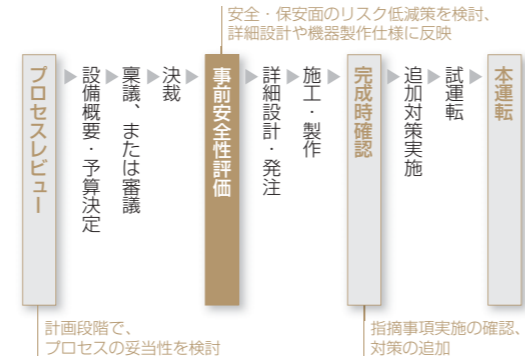 安全・保安面のリスク低減策を検討、
詳細設計や機器製作仕様に反映
プロセスレビュー
設備概要・予算決定
稟議、または審議
決裁
事前安全性評価
詳細設計・発注
施工・製作
完成時確認
追加対策実施
試運転
本運転
計画段階で、
プロセスの妥当性を検討
指摘事項実施の確認、
対策の追加